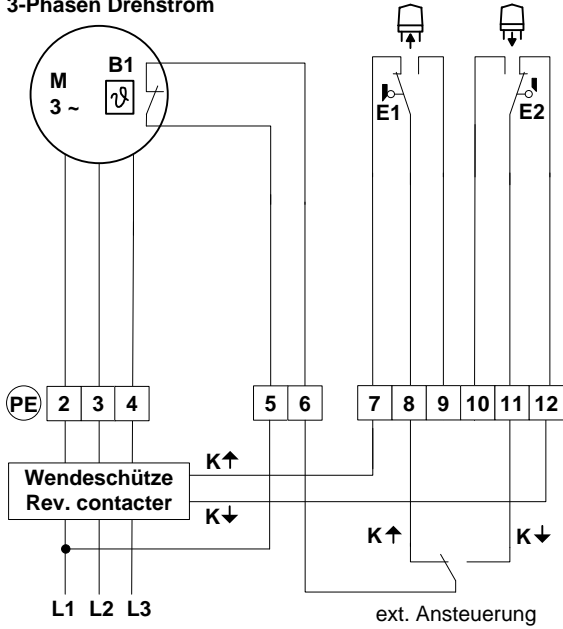 3-Phasen Drehstrom
M
3 ~
B1
ϑ
E1
E2
PE
2 3 4
5 6
7 8 9 10 11 12
Wendeschütze
Rev. contacter
K↑
K↓
K↑
K↓
L1 L2 L3
ext. Ansteuerung